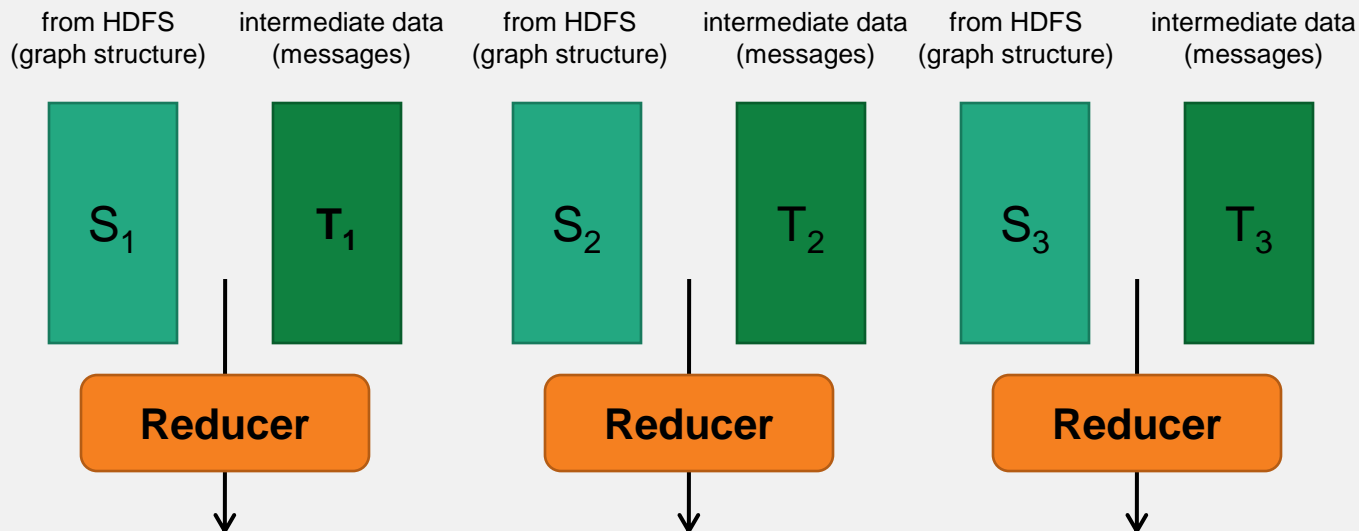 from HDFS
(graph structure)
intermediate data
(messages)
from HDFS
(graph structure)
intermediate data
(messages)
from HDFS
(graph structure)
intermediate data
(messages)
S₁
T₁
S₂
T₂
S₃
T₃
Reducer
Reducer
Reducer